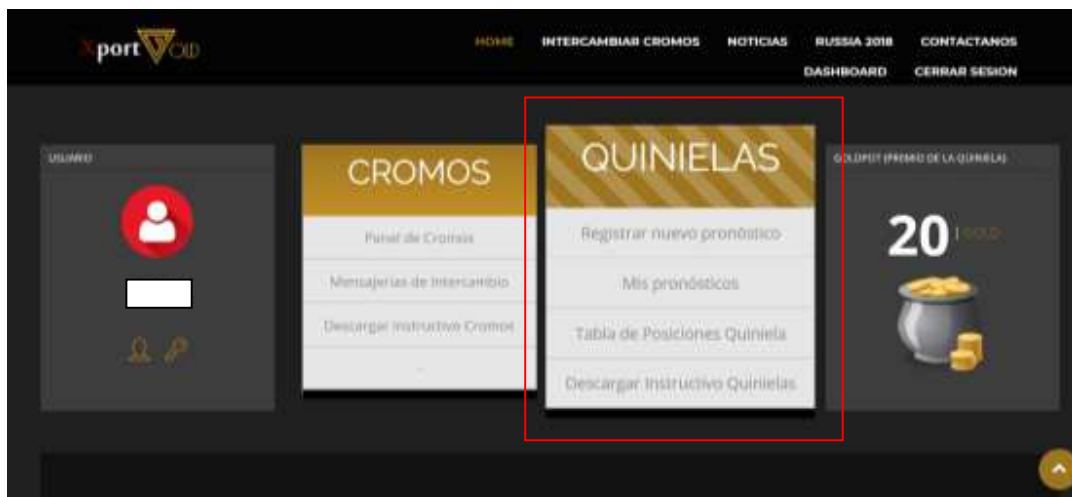 Xport GOLD
HOME INTERCAMBIAR CROMOS NOTICIAS RUSSIA 2018 CONTACTANOS
DASHBOARD CERRAR SESION
USUARIO
CROMOS
Panel de Cromos
Mensajerias de Intercambio
Descargar Instructivo Cromos
QUINIELAS
Registrar nuevo pronóstico
Mis pronósticos
Tabla de Posiciones Quiniela
Descargar Instructivo Quinielas
GOLDPOT (PREMIO DE LA QUINIELA)
20 GOLD